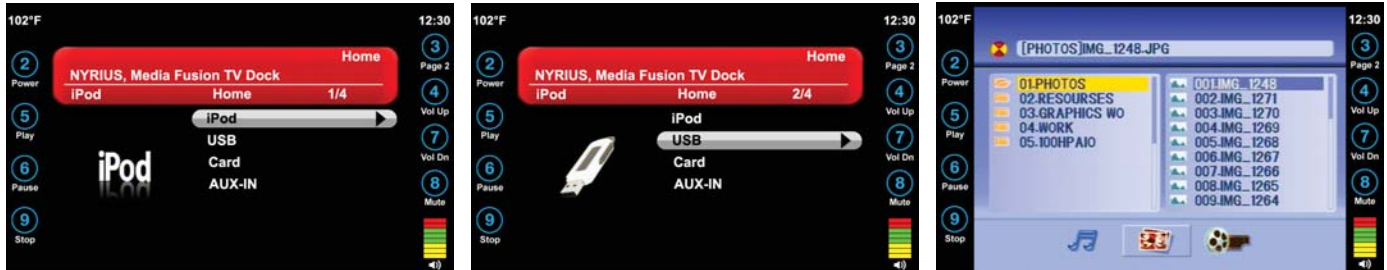 102°F
12:30
2
Power
5
Play
6
Pause
9
Stop
Home
NYRIUS, Media Fusion TV Dock
iPod
Home
1/4
iPod
iPod
USB
Card
AUX-IN
3
Page 2
4
Vol Up
7
Vol Dn
8
Mute
102°F
12:30
2
Power
5
Play
6
Pause
9
Stop
Home
NYRIUS, Media Fusion TV Dock
iPod
Home
2/4
iPod
USB
Card
AUX-IN
3
Page 2
4
Vol Up
7
Vol Dn
8
Mute
102°F
12:30
2
Power
5
Play
6
Pause
9
Stop
[PHOTOS]IMG_1248.JPG
01.PHOTOS
02.RESOURSES
03.GRAPHICS WO
04.WORK
05.100HPAIO
001.IMG_1248
002.IMG_1271
003.IMG_1270
004.IMG_1269
005.IMG_1268
006.IMG_1267
007.IMG_1266
008.IMG_1265
009.IMG_1264
3
Page 2
4
Vol Up
7
Vol Dn
8
Mute